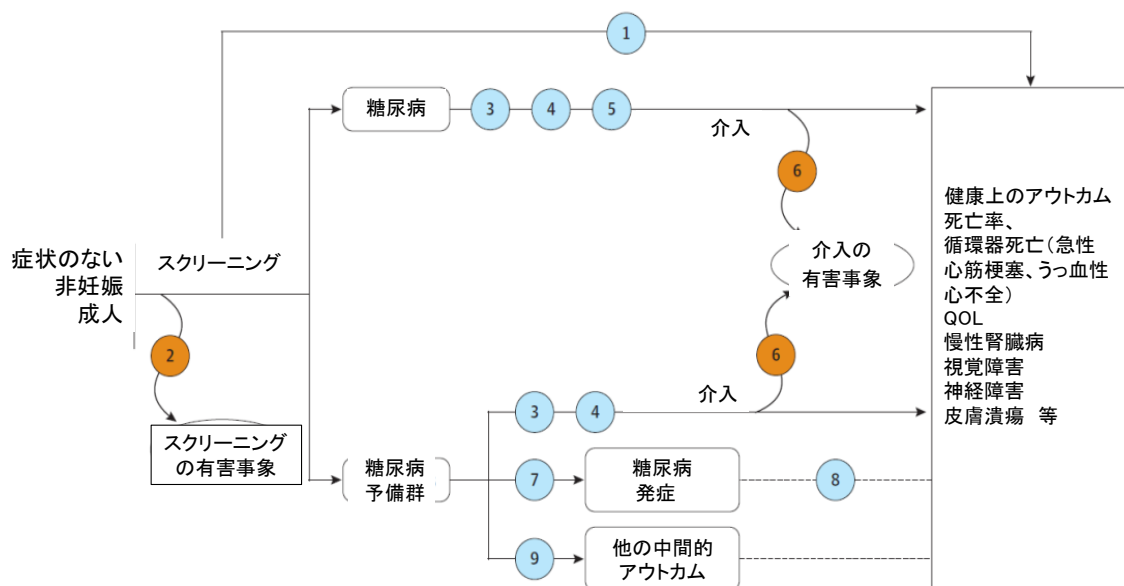 1
糖尿病
3
4
5
介入
6
健康上のアウトカム
死亡率、
循環器死亡（急性
心筋梗塞、うっ血性
心不全）
QOL
慢性腎臓病
視覚障害
神経障害
皮膚潰瘍　等
症状のない
非妊娠
成人
スクリーニング
介入の
有害事象
2
6
スクリーニング
の有害事象
3
4
介入
糖尿病
予備群
7
糖尿病
発症
8
9
他の中間的
アウトカム